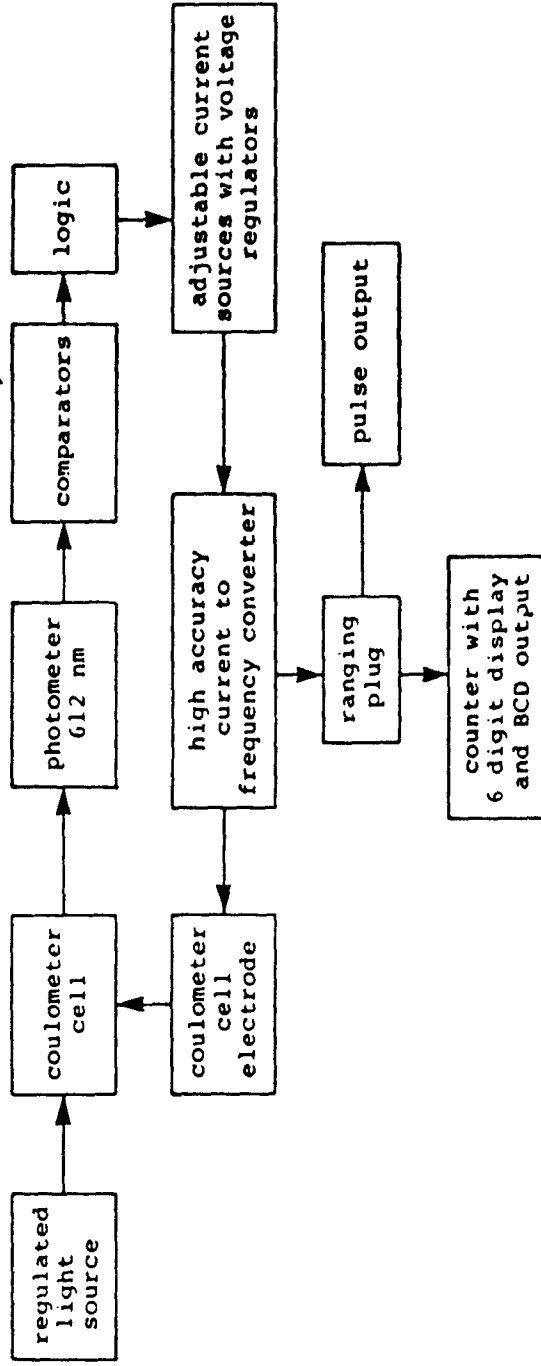 regulated
light
source
coulometer
cell
photometer
612 nm
comparators
logic
coulometer
cell
electrode
high accuracy
current to
frequency converter
adjustable current
sources with voltage
regulators
ranging
plug
pulse output
counter with
6 digit display
and BCD output